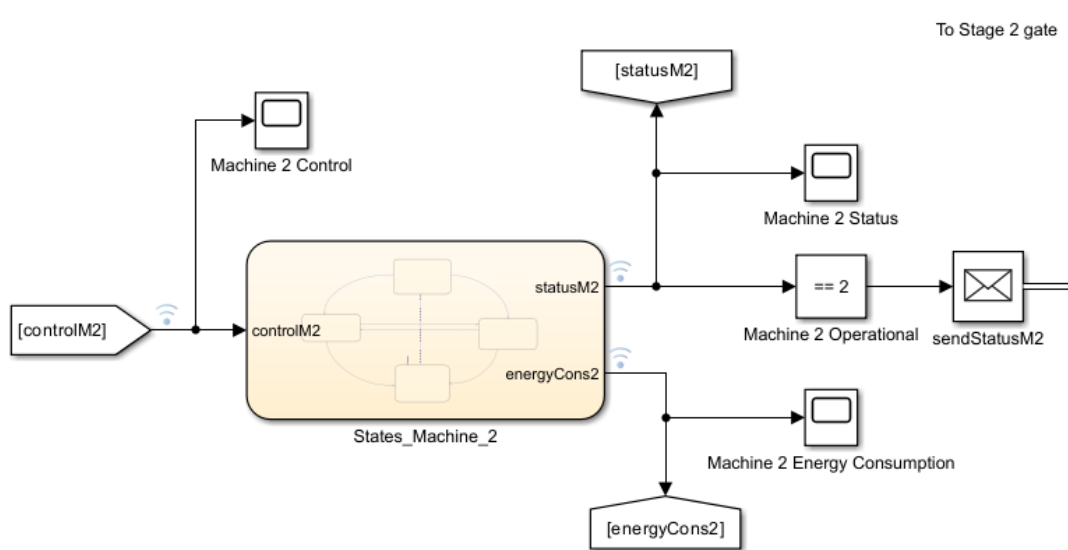 To Stage 2 gate
[statusM2]
Machine 2 Control
Machine 2 Status
statusM2
== 2
[controlM2]
controlM2
Machine 2 Operational
sendStatusM2
energyCons2
States_Machine_2
Machine 2 Energy Consumption
[energyCons2]